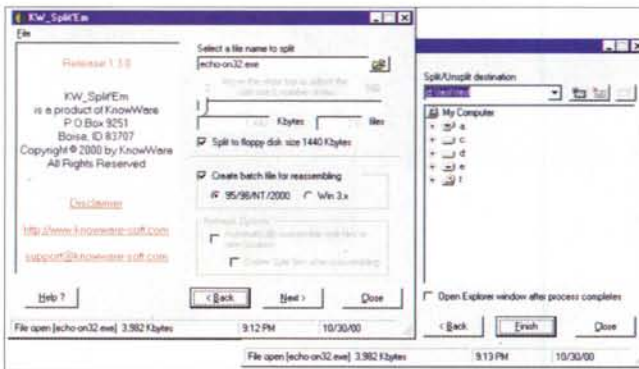 KW_Split'Em
File
Release 1.3.0
KW_Split'Em
is a product of KnowWare
P.O.Box 9251
Boise, ID 83707
Copyright © 2000 by KnowWare
All Rights Reserved
Disclaimer
http://www.knowware-soft.com
support@knowware-soft.com
Select a file name to split
echo-on32.exe
Kbytes
files
Split to floppy disk size 1440 Kbytes
Create batch file for reassembling
95/98/NT/2000
Win 3.x
Help ?
< Back
Next >
Close
File open [echo-on32.exe] 3,982 Kbytes
9:12 PM
10/30/00
Split/Unsplit destination
My Computer
a
c
d
e
f
Open Explorer window after process completes
< Back
Finish
Close
File open [echo-on32.exe] 3,982 Kbytes
9:13 PM
10/30/00